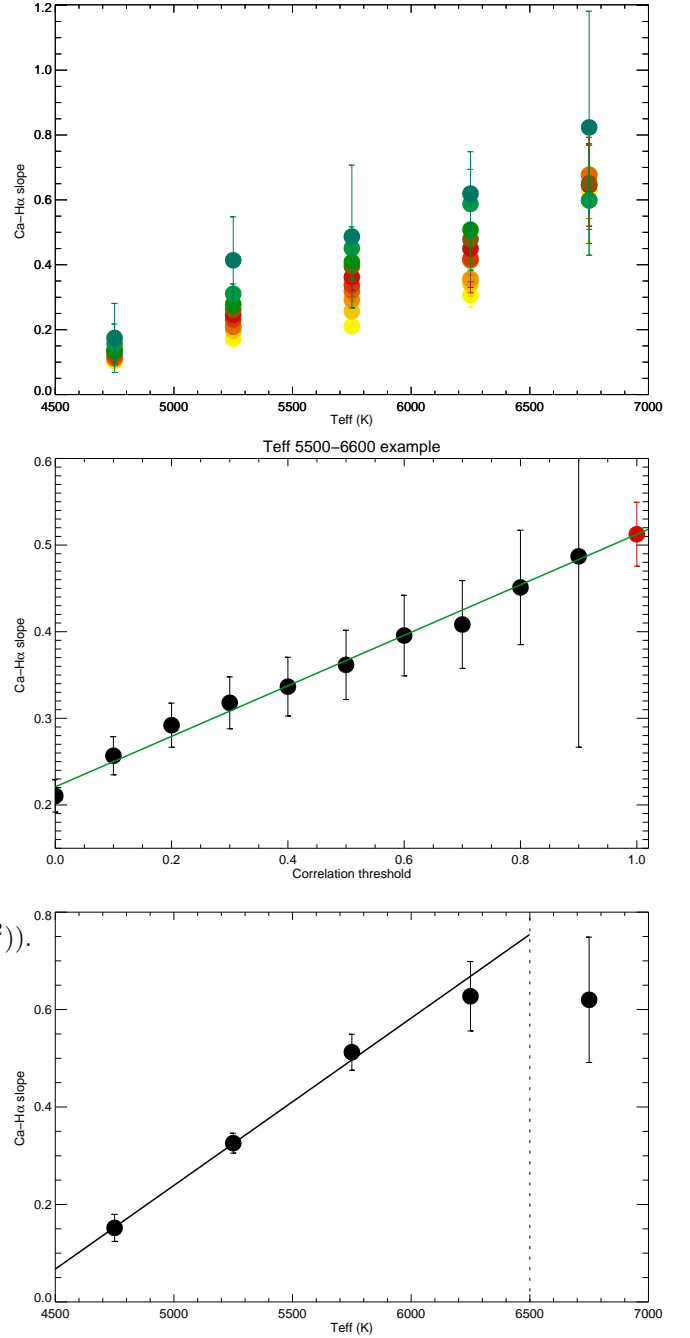 1.2
1.0
0.8
0.6
0.4
0.2
0.0
Ca−Hα slope
4500 5000 5500 6000 6500 7000
Teff (K)
Teff 5500−6600 example
0.6
0.5
0.4
0.3
0.2
Ca−Hα slope
0.0 0.2 0.4 0.6 0.8 1.0
Correlation threshold
²)).
0.8
0.6
0.4
0.2
0.0
Ca−Hα slope
4500 5000 5500 6000 6500 7000
Teff (K)